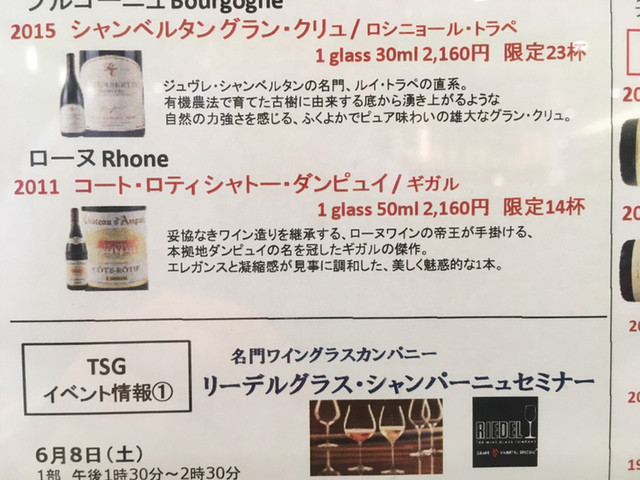 ブルゴーニュBourgogne
2015 シャンベルタン グラン・クリュ / ロシニョール・トラペ
1 glass 30ml 2,160円 限定23杯
ジュヴレ・シャンベルタンの名門、ルイ・トラペの直系。
有機農法で育てた古樹に由来する底から湧き上がるような
自然の力強さを感じる、ふくよかでピュア味わいの雄大なグラン・クリュ。
ローヌ Rhone
2011 コート・ロティ シャトー・ダンピュイ / ギガル
1 glass 50ml 2,160円 限定14杯
妥協なきワイン造りを継承する、ローヌワインの帝王が手掛ける、
本拠地ダンピュイの名を冠したギガルの傑作。
エレガンスと凝縮感が見事に調和した、美しく魅惑的な1本。
CÔTE-RÔTIE
TSG
イベント情報①
名門ワイングラスカンパニー
リーデルグラス・シャンパーニュセミナー
RIEDEL
THE WINE GLASS COMPANY
6月8日(土)
1部 午後1時30分～2時30分